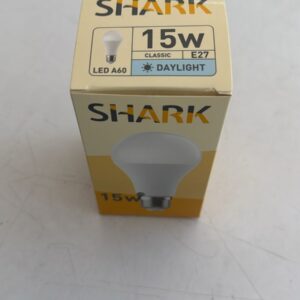 SHARK
15w
CLASSIC E27
LED A60
DAYLIGHT
SHARK
15w